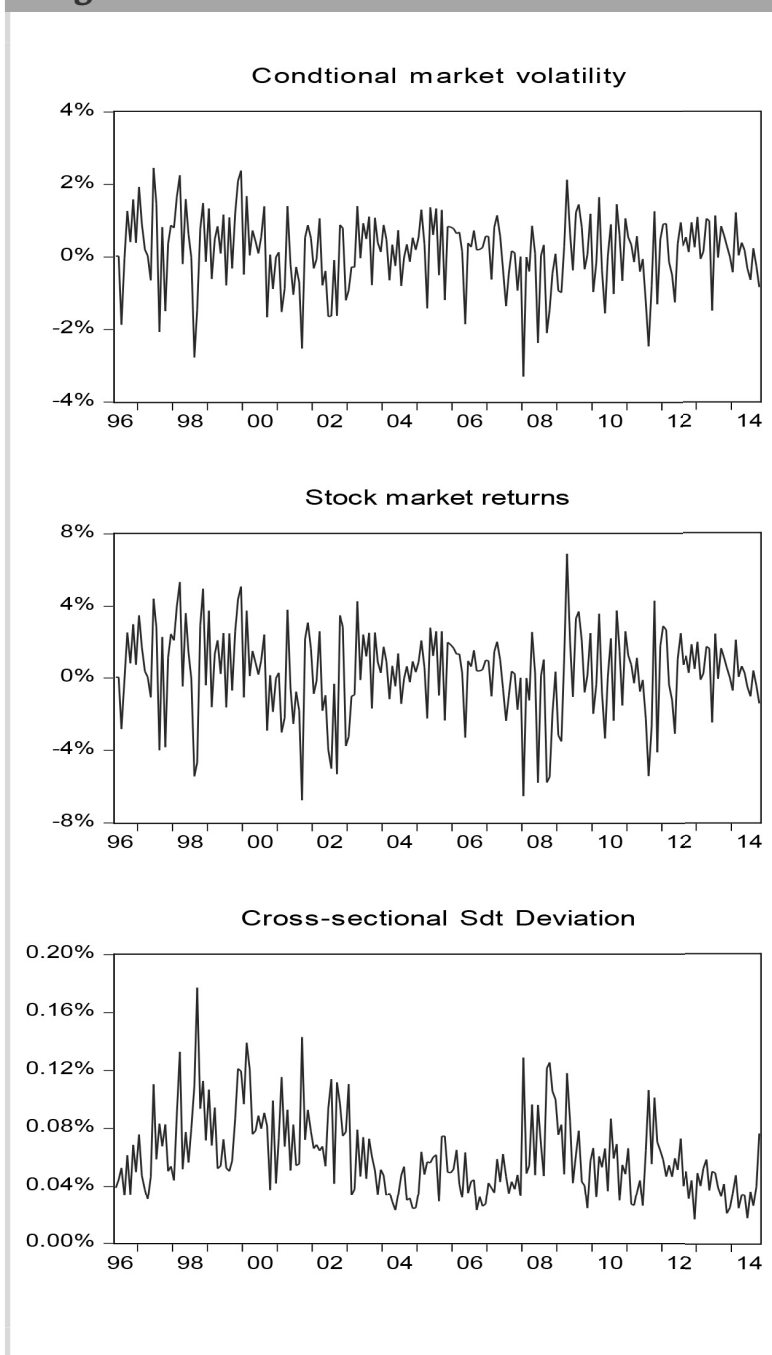 Condtional market volatility
4%
2%
0%
-2%
-4%
96 98 00 02 04 06 08 10 12 14
Stock market returns
8%
4%
0%
-4%
-8%
96 98 00 02 04 06 08 10 12 14
Cross-sectional Sdt Deviation
0.20%
0.16%
0.12%
0.08%
0.04%
0.00%
96 98 00 02 04 06 08 10 12 14